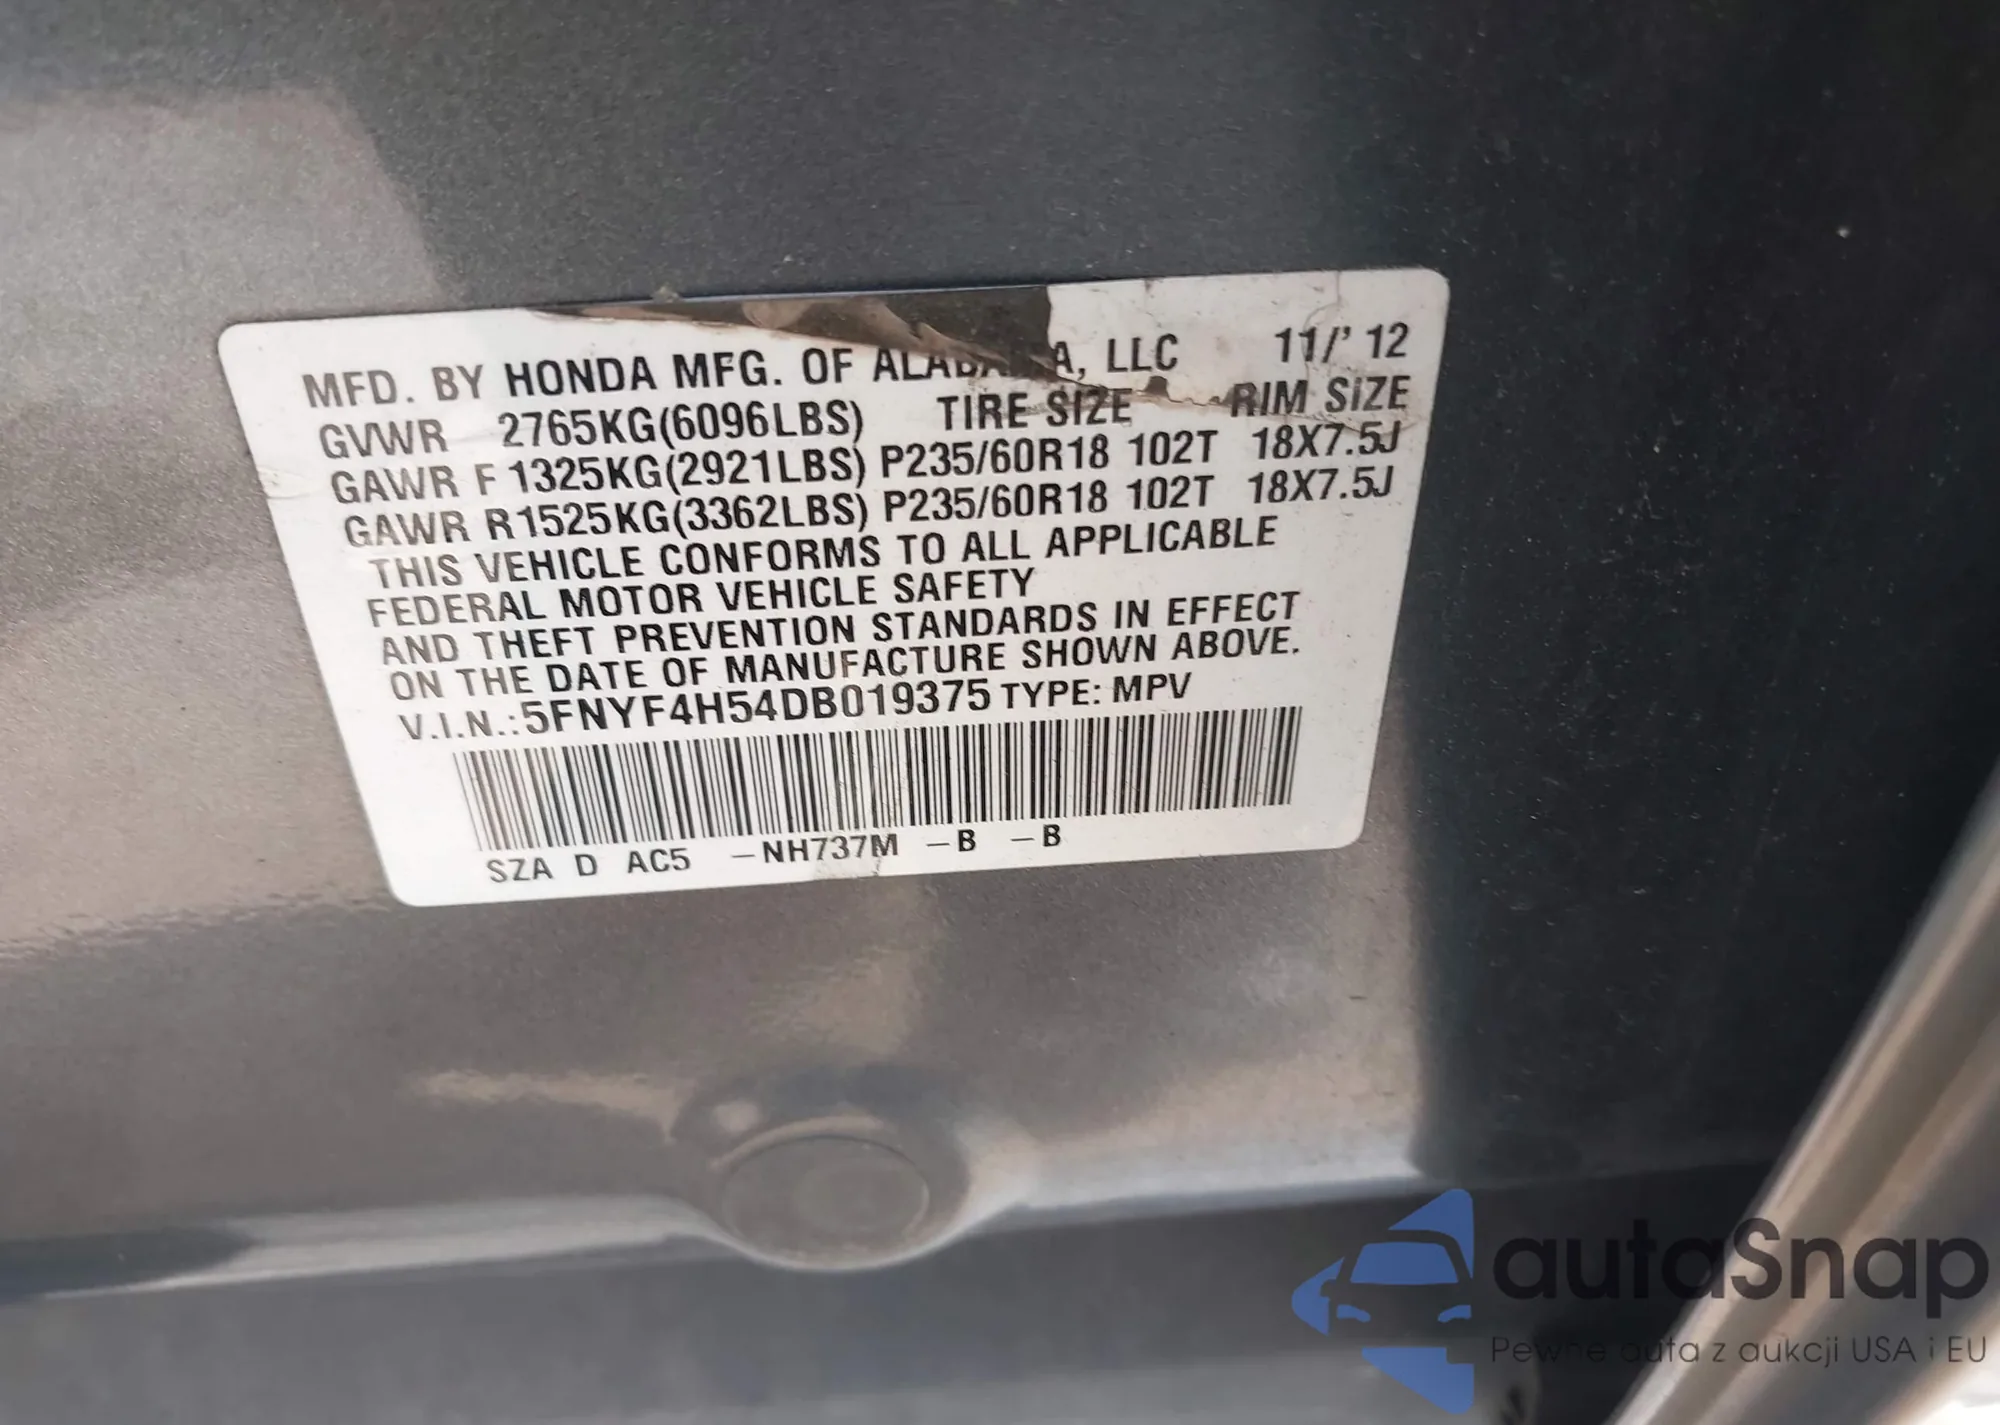 MFD. BY HONDA MFG. OF ALABAMA, LLC 11/' 12
GVWR 2765KG(6096LBS) TIRE SIZE RIM SIZE
GAWR F 1325KG(2921LBS) P235/60R18 102T 18X7.5J
GAWR R1525KG(3362LBS) P235/60R18 102T 18X7.5J
THIS VEHICLE CONFORMS TO ALL APPLICABLE
FEDERAL MOTOR VEHICLE SAFETY
AND THEFT PREVENTION STANDARDS IN EFFECT
ON THE DATE OF MANUFACTURE SHOWN ABOVE.
V.I.N.:5FNYF4H54DB019375 TYPE: MPV
SZA D AC5 –NH737M –B –B
autaSnap
Pewne auta z aukcji USA i EU